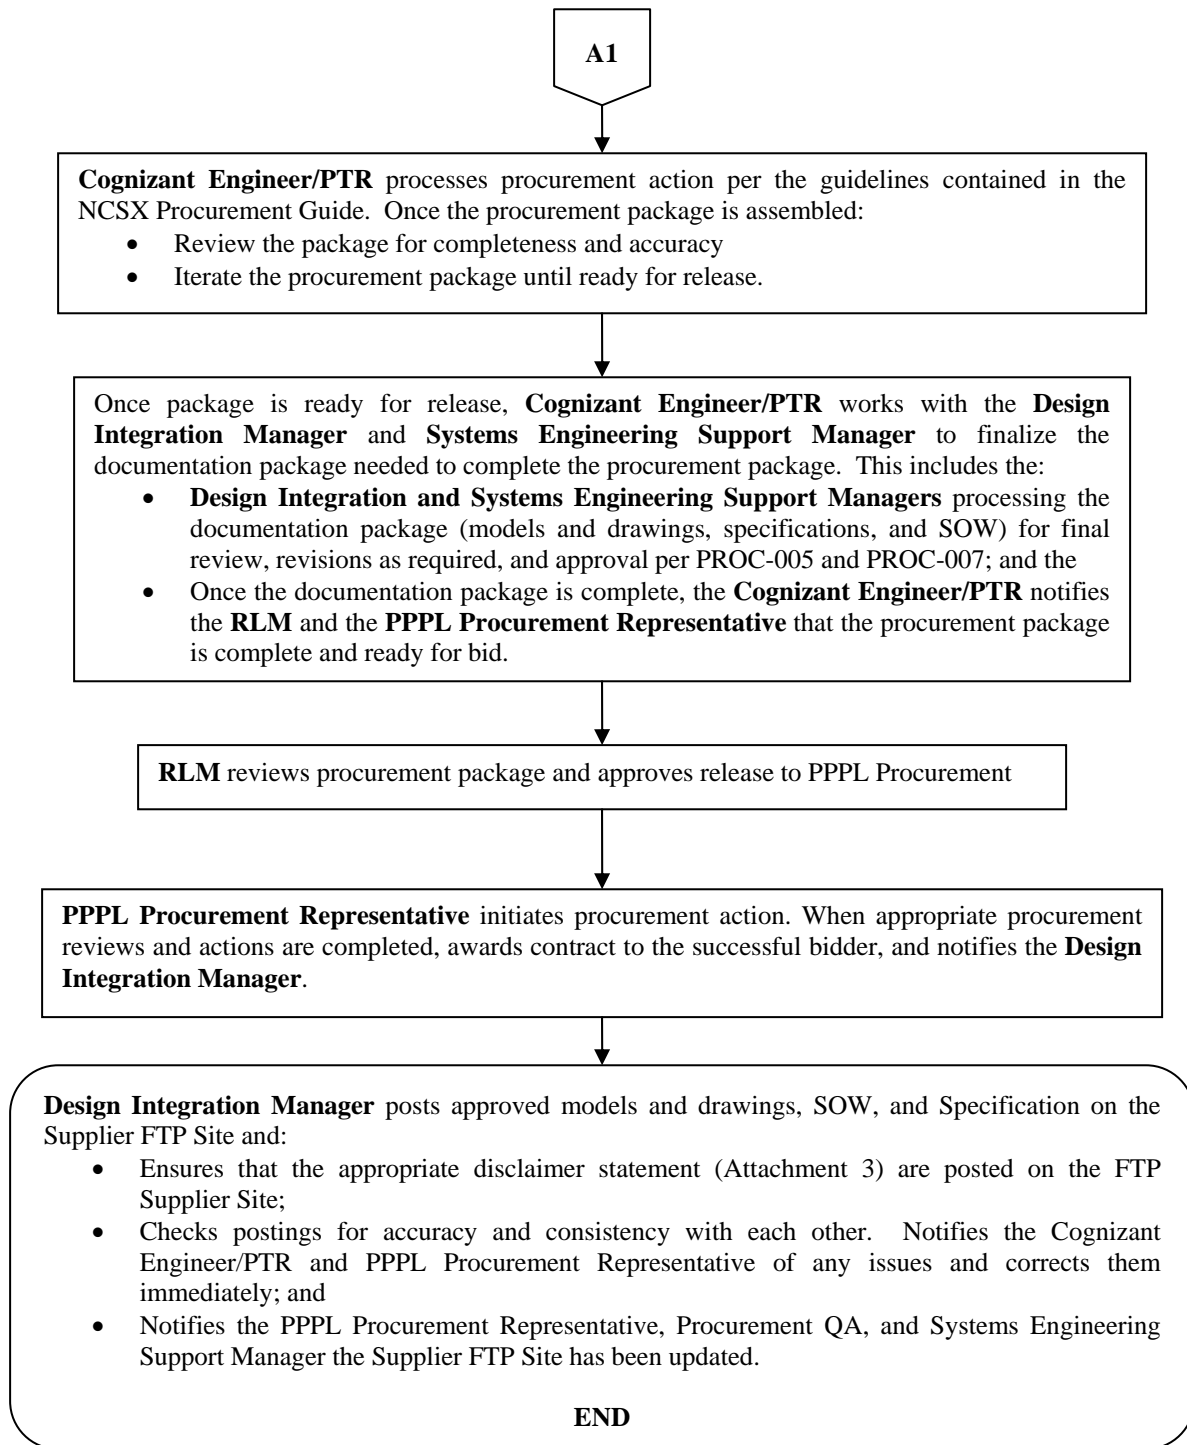 A1
Cognizant Engineer/PTR processes procurement action per the guidelines contained in the
NCSX Procurement Guide. Once the procurement package is assembled:
• Review the package for completeness and accuracy
• Iterate the procurement package until ready for release.
Once package is ready for release, Cognizant Engineer/PTR works with the Design
Integration Manager and Systems Engineering Support Manager to finalize the
documentation package needed to complete the procurement package. This includes the:
• Design Integration and Systems Engineering Support Managers processing the
documentation package (models and drawings, specifications, and SOW) for final
review, revisions as required, and approval per PROC-005 and PROC-007; and the
• Once the documentation package is complete, the Cognizant Engineer/PTR notifies
the RLM and the PPPL Procurement Representative that the procurement package
is complete and ready for bid.
RLM reviews procurement package and approves release to PPPL Procurement
PPPL Procurement Representative initiates procurement action. When appropriate procurement
reviews and actions are completed, awards contract to the successful bidder, and notifies the Design
Integration Manager.
Design Integration Manager posts approved models and drawings, SOW, and Specification on the
Supplier FTP Site and:
• Ensures that the appropriate disclaimer statement (Attachment 3) are posted on the FTP
Supplier Site;
• Checks postings for accuracy and consistency with each other. Notifies the Cognizant
Engineer/PTR and PPPL Procurement Representative of any issues and corrects them
immediately; and
• Notifies the PPPL Procurement Representative, Procurement QA, and Systems Engineering
Support Manager the Supplier FTP Site has been updated.
END